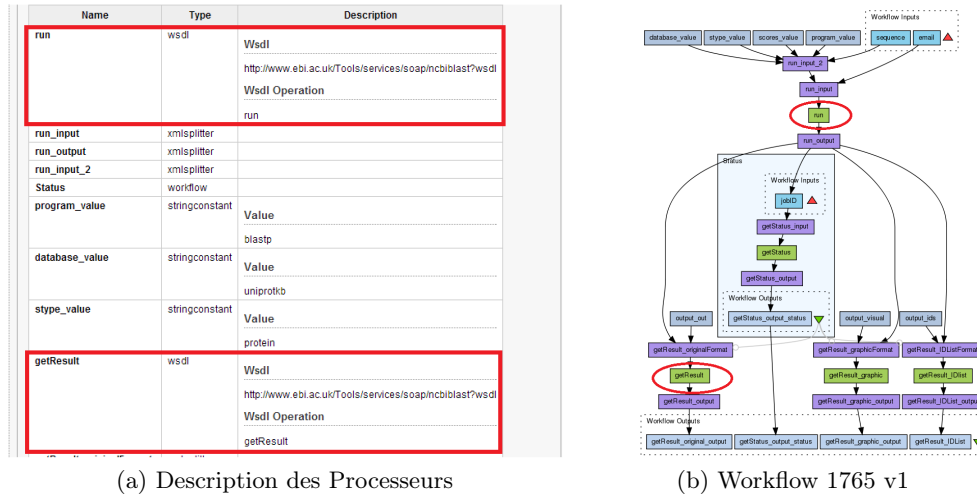 Name Type Description
run wsdl
Wsdl
http://www.ebi.ac.uk/Tools/services/soap/ncbiblast?wsdl
Wsdl Operation
run
run_input xmlsplitter
run_output xmlsplitter
run_input_2 xmlsplitter
Status workflow
program_value stringconstant
Value
blastp
database_value stringconstant
Value
uniprotkb
stype_value stringconstant
Value
protein
getResult wsdl
Wsdl
http://www.ebi.ac.uk/Tools/services/soap/ncbiblast?wsdl
Wsdl Operation
getResult
(a) Description des Processeurs
Workflow Inputs
database_value stype_value scores_value program_value sequence email
run_input_2
run_input
run
run_output
Status
Workflow Inputs
jobID
getStatus_input
getStatus
getStatus_output
Workflow Outputs
getStatus_output_status
output_out output_visual output_ids
getResult_originalFormat getResult_graphicFormat getResult_IDListFormat
getResult getResult_graphic getResult_IDlist
getResult_output getResult_graphic_output getResult_IDList_output
Workflow Outputs
getResult_original_output getStatus_output_status getResult_graphic_output getResult_IDList
(b) Workflow 1765 v1